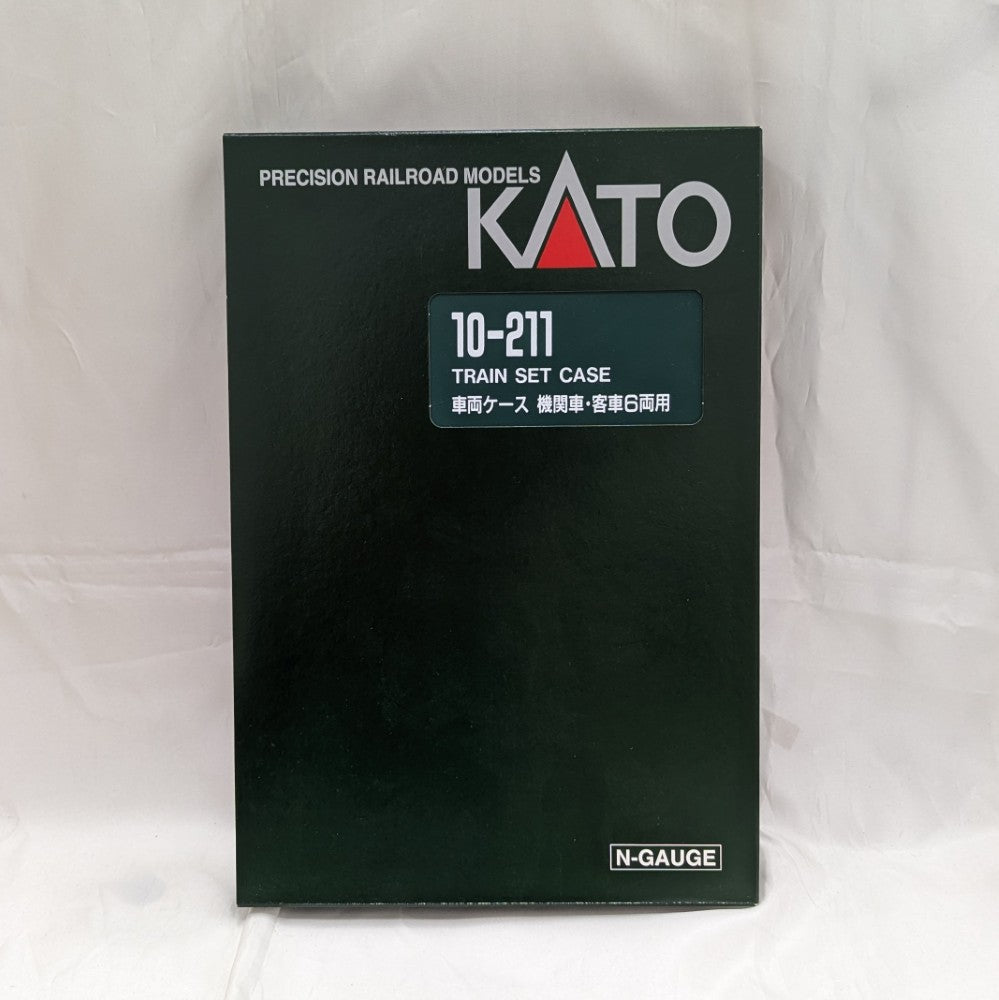 PRECISION RAILROAD MODELS
KATO
10-211
TRAIN SET CASE
車両ケース 機関車・客車6両用
N-GAUGE